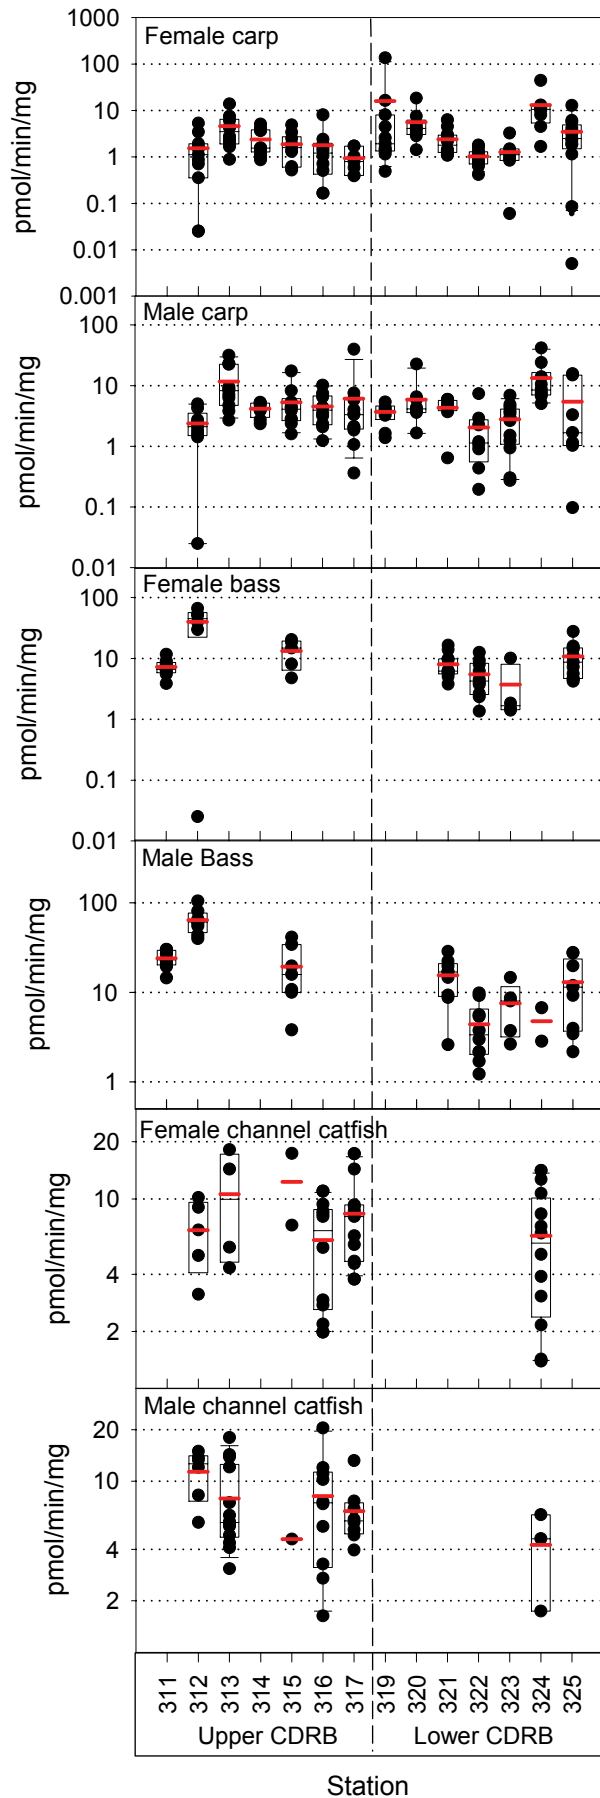 Female carp
1000
100
10
1
0.1
0.01
0.001
pmol/min/mg
Male carp
100
10
1
0.1
0.01
pmol/min/mg
Female bass
100
10
1
0.1
0.01
pmol/min/mg
Male Bass
100
10
1
pmol/min/mg
Female channel catfish
20
10
4
2
pmol/min/mg
Male channel catfish
20
10
4
2
pmol/min/mg
311 312 313 314 315 316 317 319 320 321 322 323 324 325
Upper CDRB Lower CDRB
Station